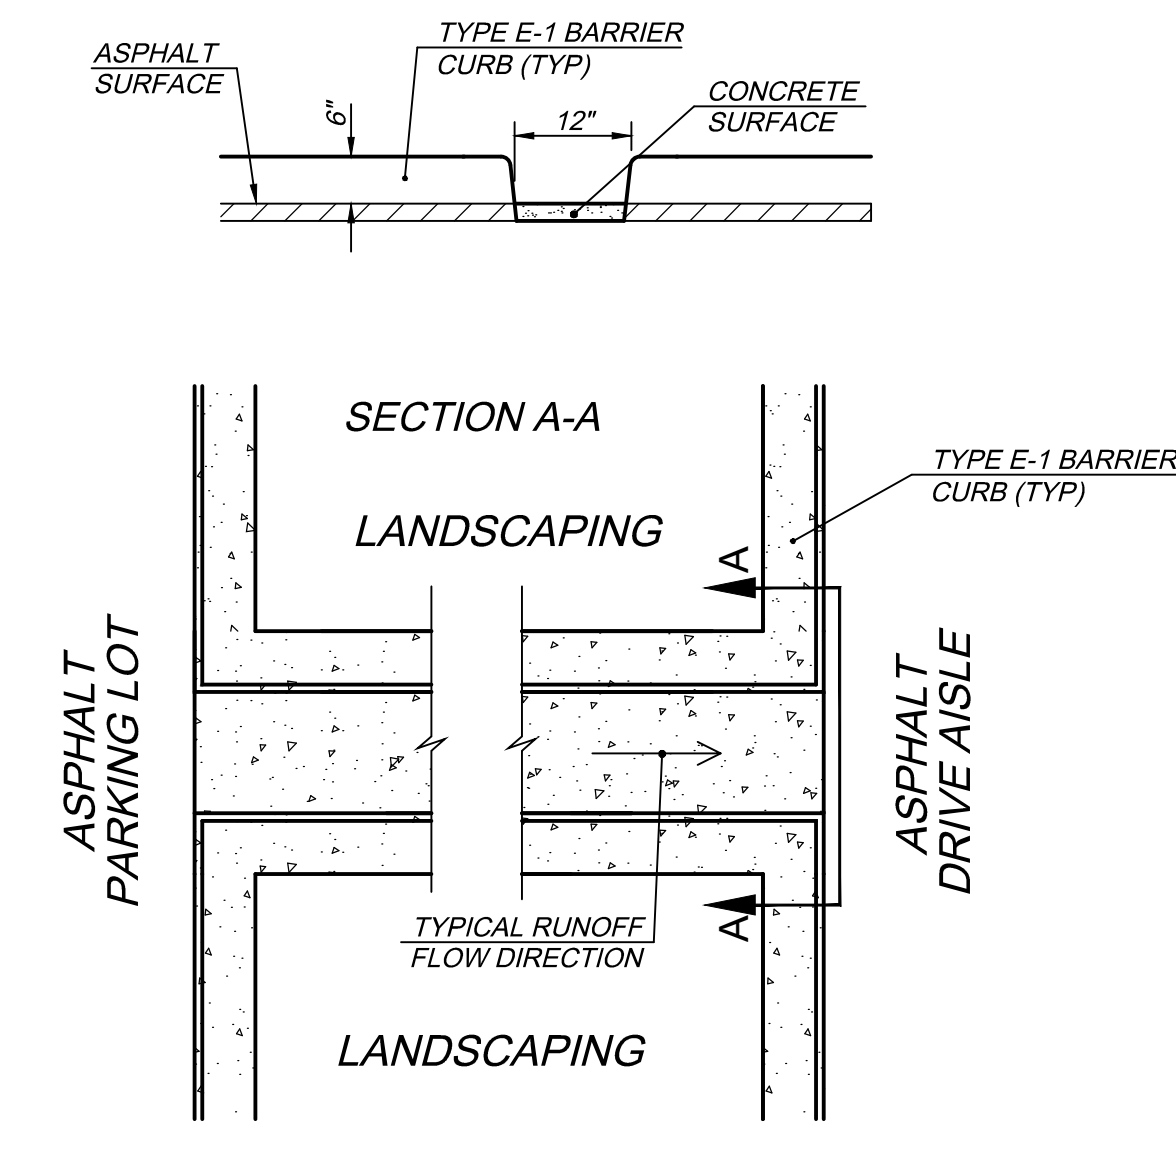 TYPE E-1 BARRIER
CURB (TYP)
ASPHALT
SURFACE
CONCRETE
SURFACE
6"
12"
SECTION A-A
TYPE E-1 BARRIER
CURB (TYP)
LANDSCAPING
A
ASPHALT
PARKING LOT
ASPHALT
DRIVE AISLE
TYPICAL RUNOFF
FLOW DIRECTION
A
LANDSCAPING